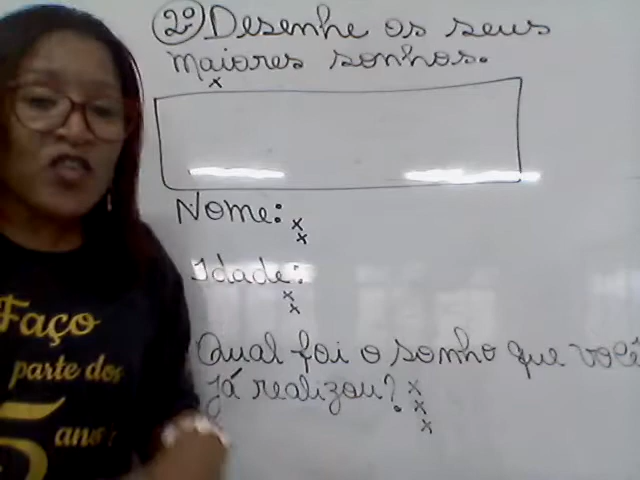 2º Desenhe os seus
maiores sonhos.
x
Nome: x
x
Idade:
x
x
Qual foi o sonho que você
já realizou? x
x
x
Faço
parte dos
5 anos